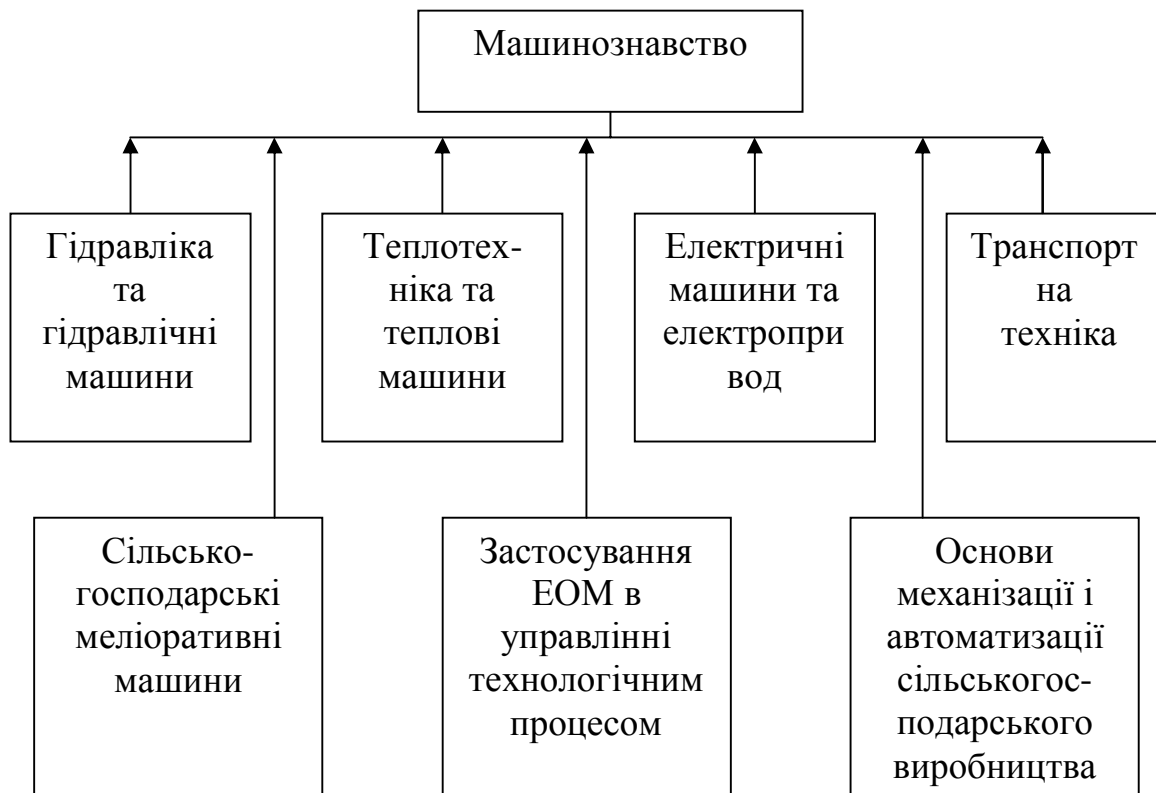 Машинознавство
Гідравліка
та
гідравлічні
машини
Теплотех-
ніка та
теплові
машини
Електричні
машини та
електропри
вод
Транспорт
на
техніка
Сільсько-
господарські
меліоративні
машини
Застосування
ЕОМ в
управлінні
технологічним
процесом
Основи
механізації і
автоматизації
сільськогос-
подарського
виробництва